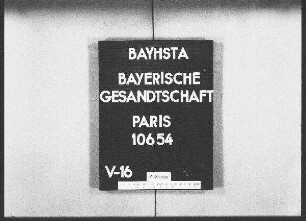 BAYHSTA
BAYERISCHE
GESANDTSCHAFT
PARIS
10654
V-16